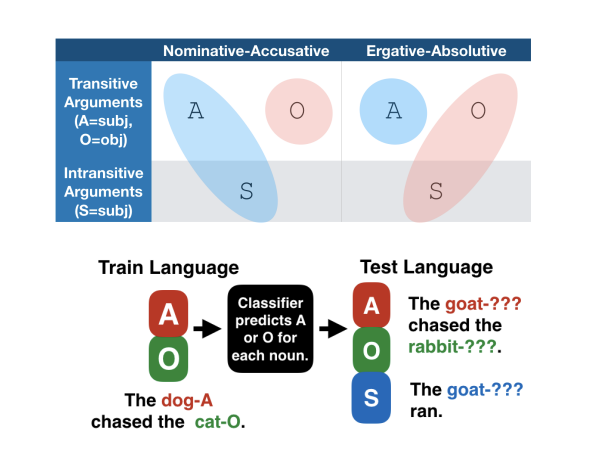 Nominative-Accusative Ergative-Absolutive
Transitive
Arguments
(A=subj,
O=obj)
A O A O
Intransitive
Arguments
(S=subj)
S S
Train Language
Test Language
A
O
Classifier
predicts A
or O for
each noun.
A
O
S
The dog-A
chased the cat-O.
The goat-???
chased the
rabbit-???.
The goat-???
ran.